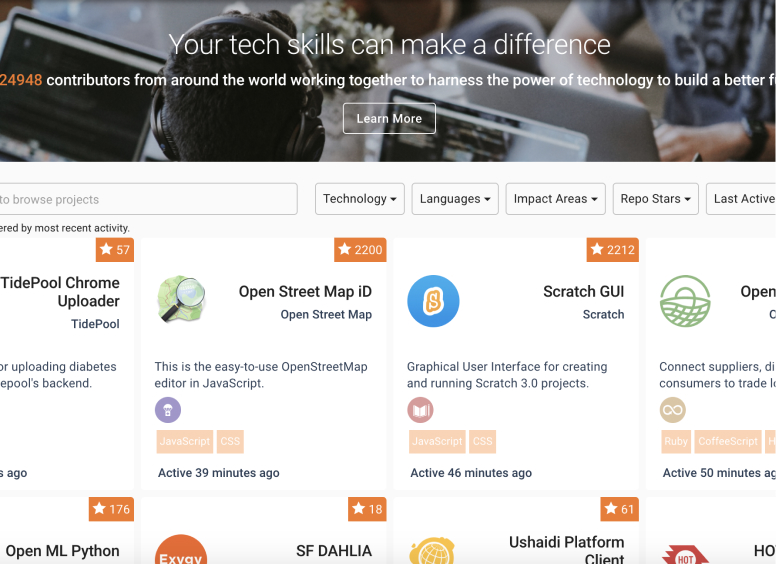 Your tech skills can make a difference
24948 contributors from around the world working together to harness the power of technology to build a better f
Learn More
to browse projects
Technology
Languages
Impact Areas
Repo Stars
Last Active
ered by most recent activity.
57
TidePool Chrome
Uploader
TidePool
or uploading diabetes
epool's backend.
s ago
2200
Open Street Map iD
Open Street Map
This is the easy-to-use OpenStreetMap
editor in JavaScript.
JavaScript
CSS
Active 39 minutes ago
2212
Scratch GUI
Scratch
Graphical User Interface for creating
and running Scratch 3.0 projects.
JavaScript
CSS
Active 46 minutes ago
Open
Connect suppliers, di
consumers to trade lo
Ruby
CoffeeScript
H
Active 50 minutes ag
176
Open ML Python
18
Exygy
SF DAHLIA
61
Ushaidi Platform
Client
HOT
HO